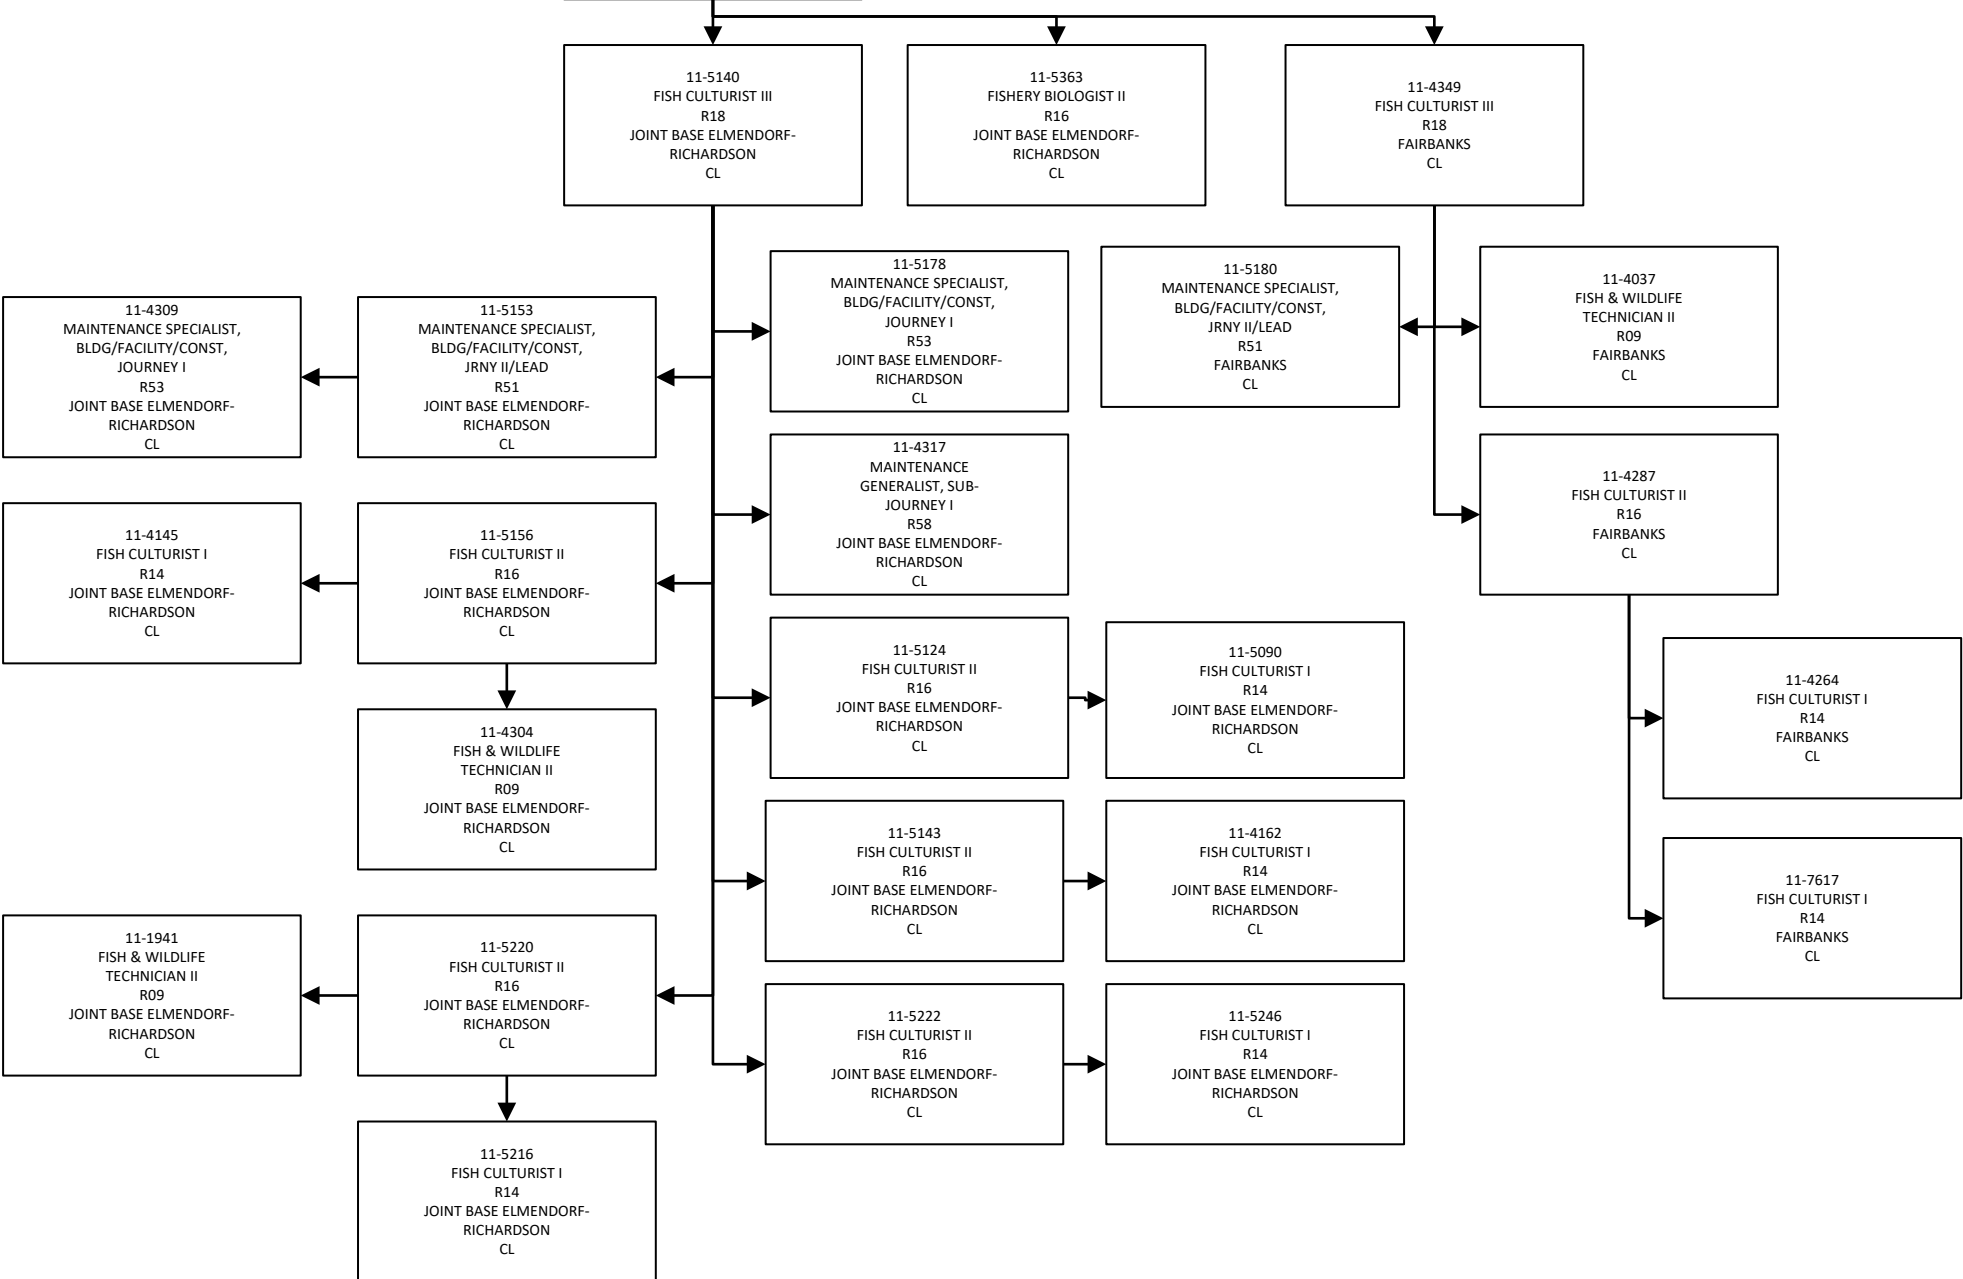 11-5140
FISH CULTURIST III
R18
JOINT BASE ELMENDORF-
RICHARDSON
CL
11-5363
FISHERY BIOLOGIST II
R16
JOINT BASE ELMENDORF-
RICHARDSON
CL
11-4349
FISH CULTURIST III
R18
FAIRBANKS
CL
11-4309
MAINTENANCE SPECIALIST,
BLDG/FACILITY/CONST,
JOURNEY I
R53
JOINT BASE ELMENDORF-
RICHARDSON
CL
11-5153
MAINTENANCE SPECIALIST,
BLDG/FACILITY/CONST,
JRNY II/LEAD
R51
JOINT BASE ELMENDORF-
RICHARDSON
CL
11-5178
MAINTENANCE SPECIALIST,
BLDG/FACILITY/CONST,
JOURNEY I
R53
JOINT BASE ELMENDORF-
RICHARDSON
CL
11-5180
MAINTENANCE SPECIALIST,
BLDG/FACILITY/CONST,
JRNY II/LEAD
R51
FAIRBANKS
CL
11-4037
FISH & WILDLIFE
TECHNICIAN II
R09
FAIRBANKS
CL
11-4317
MAINTENANCE
GENERALIST, SUB-
JOURNEY I
R58
JOINT BASE ELMENDORF-
RICHARDSON
CL
11-4287
FISH CULTURIST II
R16
FAIRBANKS
CL
11-4145
FISH CULTURIST I
R14
JOINT BASE ELMENDORF-
RICHARDSON
CL
11-5156
FISH CULTURIST II
R16
JOINT BASE ELMENDORF-
RICHARDSON
CL
11-5124
FISH CULTURIST II
R16
JOINT BASE ELMENDORF-
RICHARDSON
CL
11-5090
FISH CULTURIST I
R14
JOINT BASE ELMENDORF-
RICHARDSON
CL
11-4264
FISH CULTURIST I
R14
FAIRBANKS
CL
11-4304
FISH & WILDLIFE
TECHNICIAN II
R09
JOINT BASE ELMENDORF-
RICHARDSON
CL
11-5143
FISH CULTURIST II
R16
JOINT BASE ELMENDORF-
RICHARDSON
CL
11-4162
FISH CULTURIST I
R14
JOINT BASE ELMENDORF-
RICHARDSON
CL
11-7617
FISH CULTURIST I
R14
FAIRBANKS
CL
11-1941
FISH & WILDLIFE
TECHNICIAN II
R09
JOINT BASE ELMENDORF-
RICHARDSON
CL
11-5220
FISH CULTURIST II
R16
JOINT BASE ELMENDORF-
RICHARDSON
CL
11-5222
FISH CULTURIST II
R16
JOINT BASE ELMENDORF-
RICHARDSON
CL
11-5246
FISH CULTURIST I
R14
JOINT BASE ELMENDORF-
RICHARDSON
CL
11-5216
FISH CULTURIST I
R14
JOINT BASE ELMENDORF-
RICHARDSON
CL